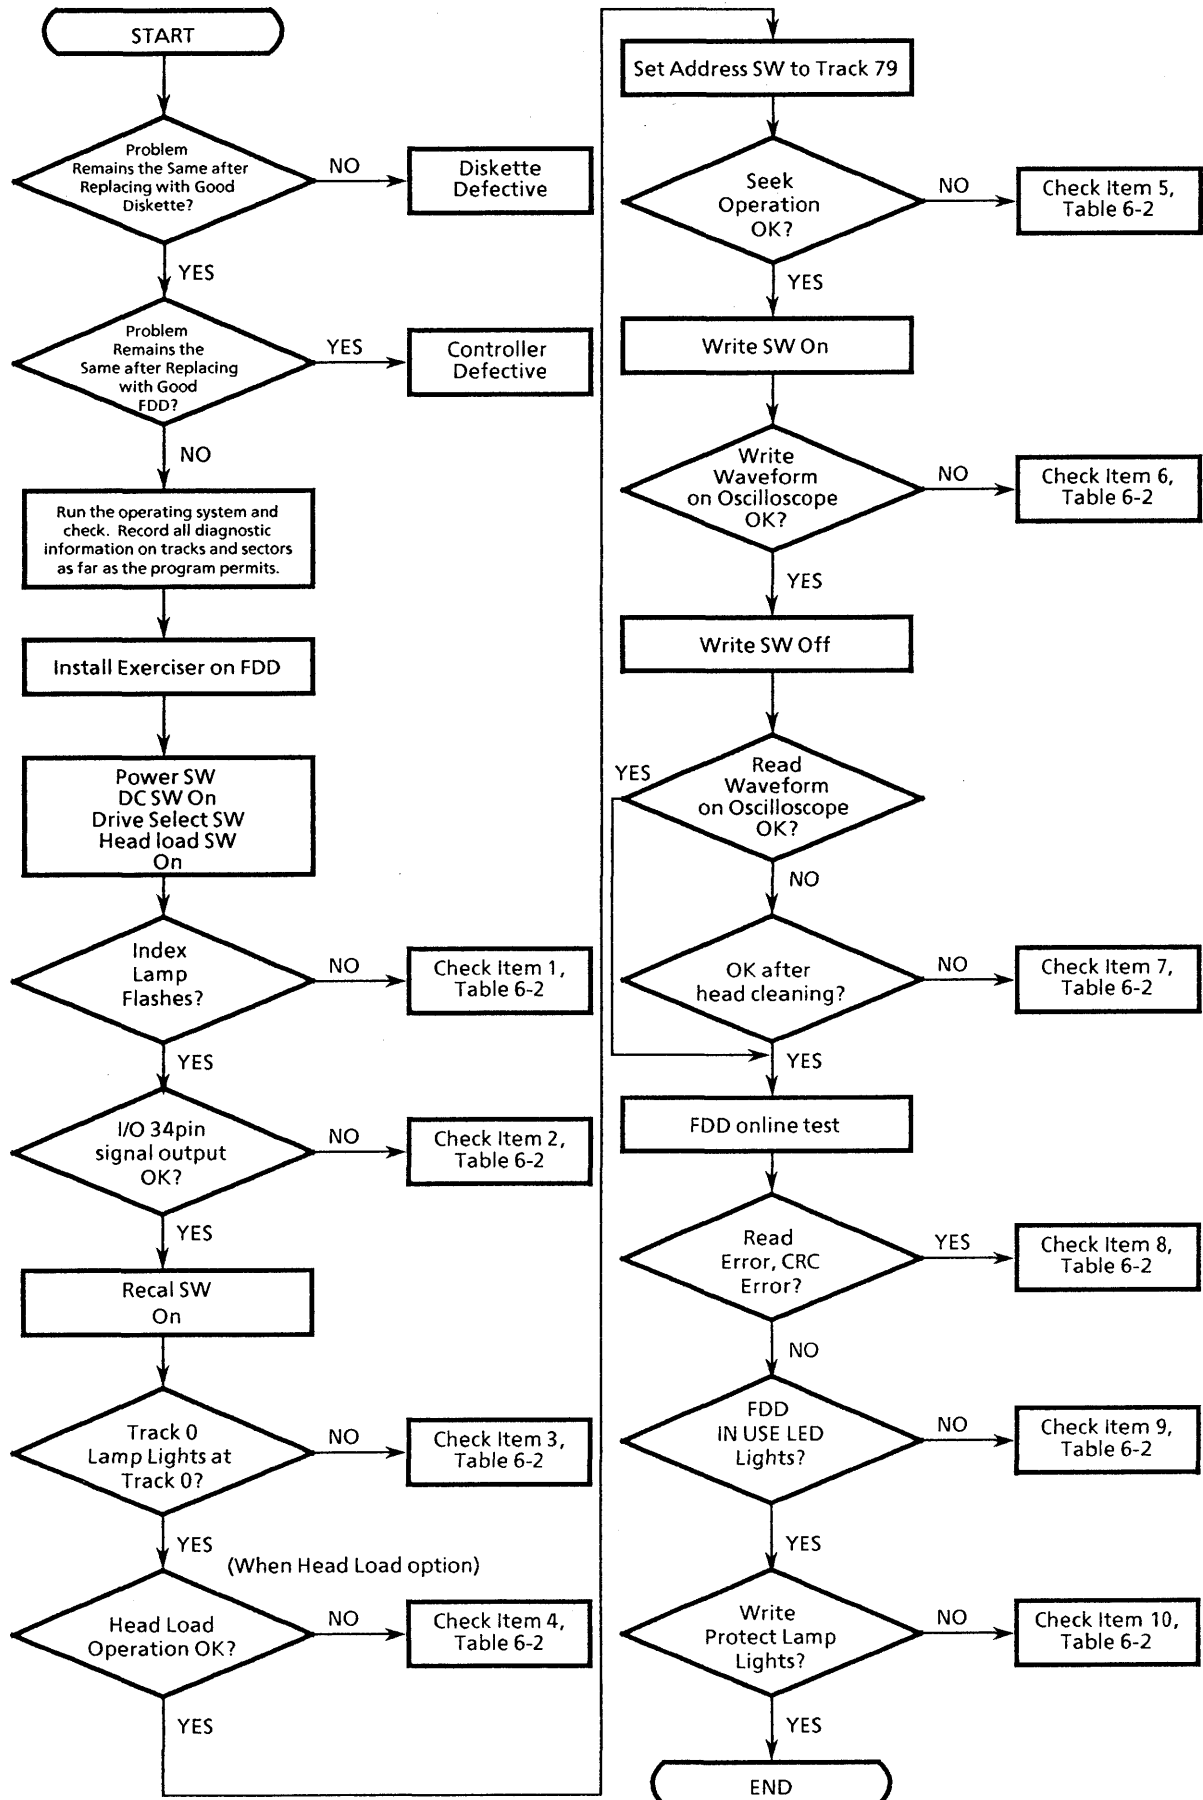 START
Problem
Remains the Same after
Replacing with Good
Diskette?
NO
Diskette
Defective
YES
Problem
Remains the
Same after Replacing
with Good
FDD?
YES
Controller
Defective
NO
Run the operating system and
check. Record all diagnostic
information on tracks and sectors
as far as the program permits.
Install Exerciser on FDD
Power SW
DC SW On
Drive Select SW
Head load SW
On
Index
Lamp
Flashes?
NO
Check Item 1,
Table 6-2
YES
I/O 34pin
signal output
OK?
NO
Check Item 2,
Table 6-2
YES
Recal SW
On
Track 0
Lamp Lights at
Track 0?
NO
Check Item 3,
Table 6-2
YES
(When Head Load option)
Head Load
Operation OK?
NO
Check Item 4,
Table 6-2
YES
Set Address SW to Track 79
Seek
Operation
OK?
NO
Check Item 5,
Table 6-2
YES
Write SW On
Write
Waveform
on Oscilloscope
OK?
NO
Check Item 6,
Table 6-2
YES
Write SW Off
YES
Read
Waveform
on Oscilloscope
OK?
NO
OK after
head cleaning?
NO
Check Item 7,
Table 6-2
YES
FDD online test
Read
Error, CRC
Error?
YES
Check Item 8,
Table 6-2
NO
FDD
IN USE LED
Lights?
NO
Check Item 9,
Table 6-2
YES
Write
Protect Lamp
Lights?
NO
Check Item 10,
Table 6-2
YES
END